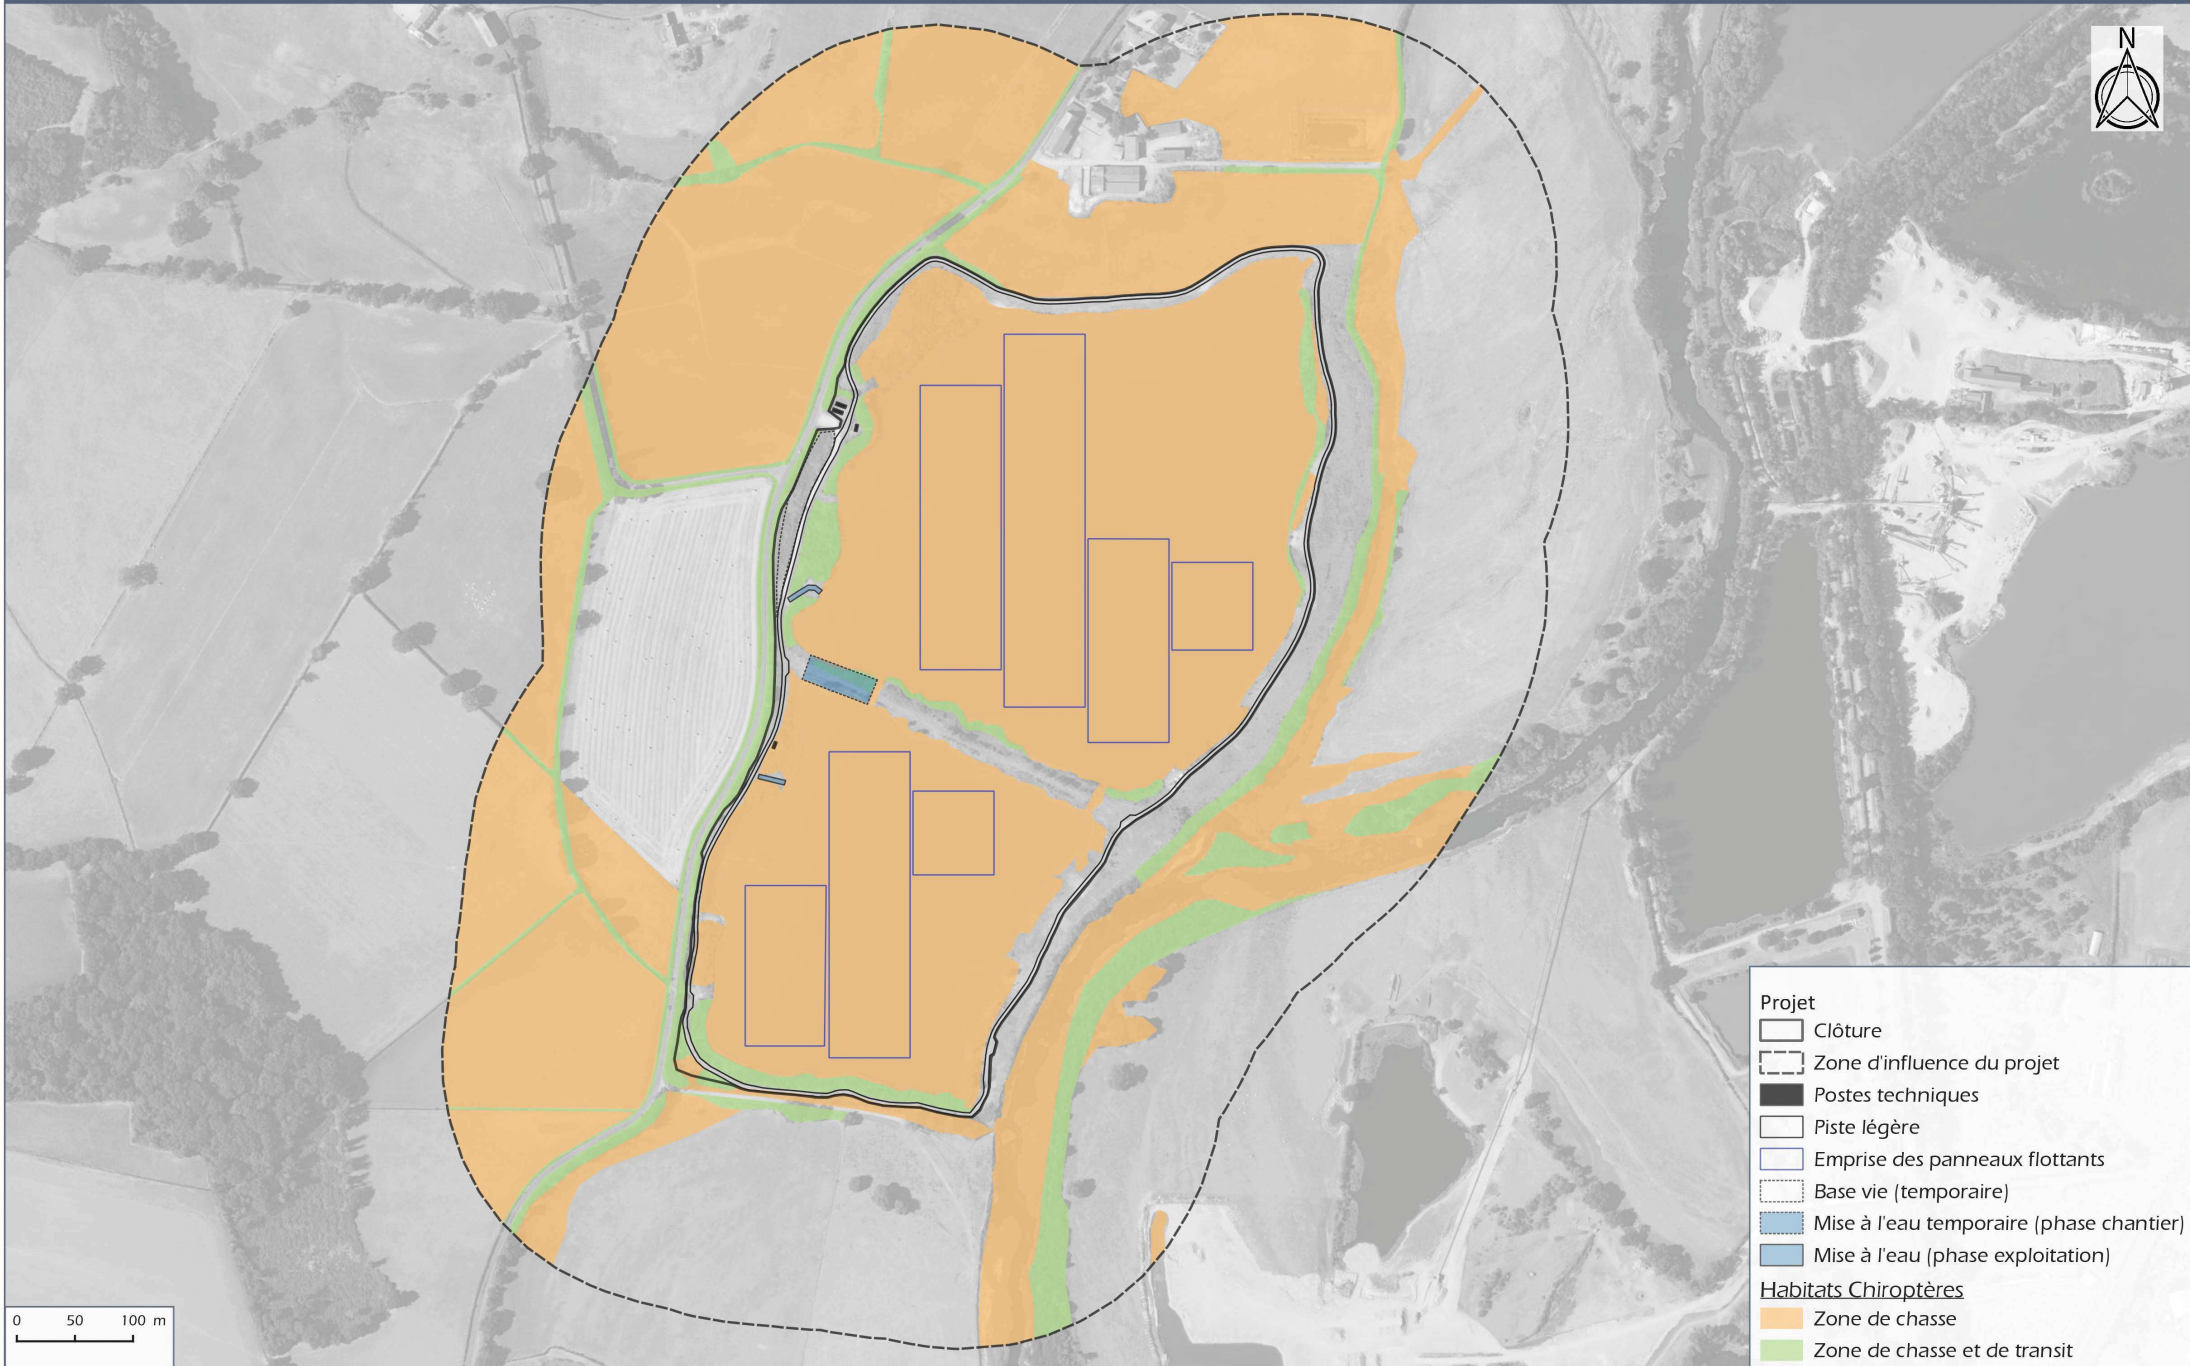 N
Projet
Clôture
Zone d'influence du projet
Postes techniques
Piste légère
Emprise des panneaux flottants
Base vie (temporaire)
Mise à l'eau temporaire (phase chantier)
Mise à l'eau (phase exploitation)
Habitats Chiroptères
Zone de chasse
Zone de chasse et de transit
0 50 100 m